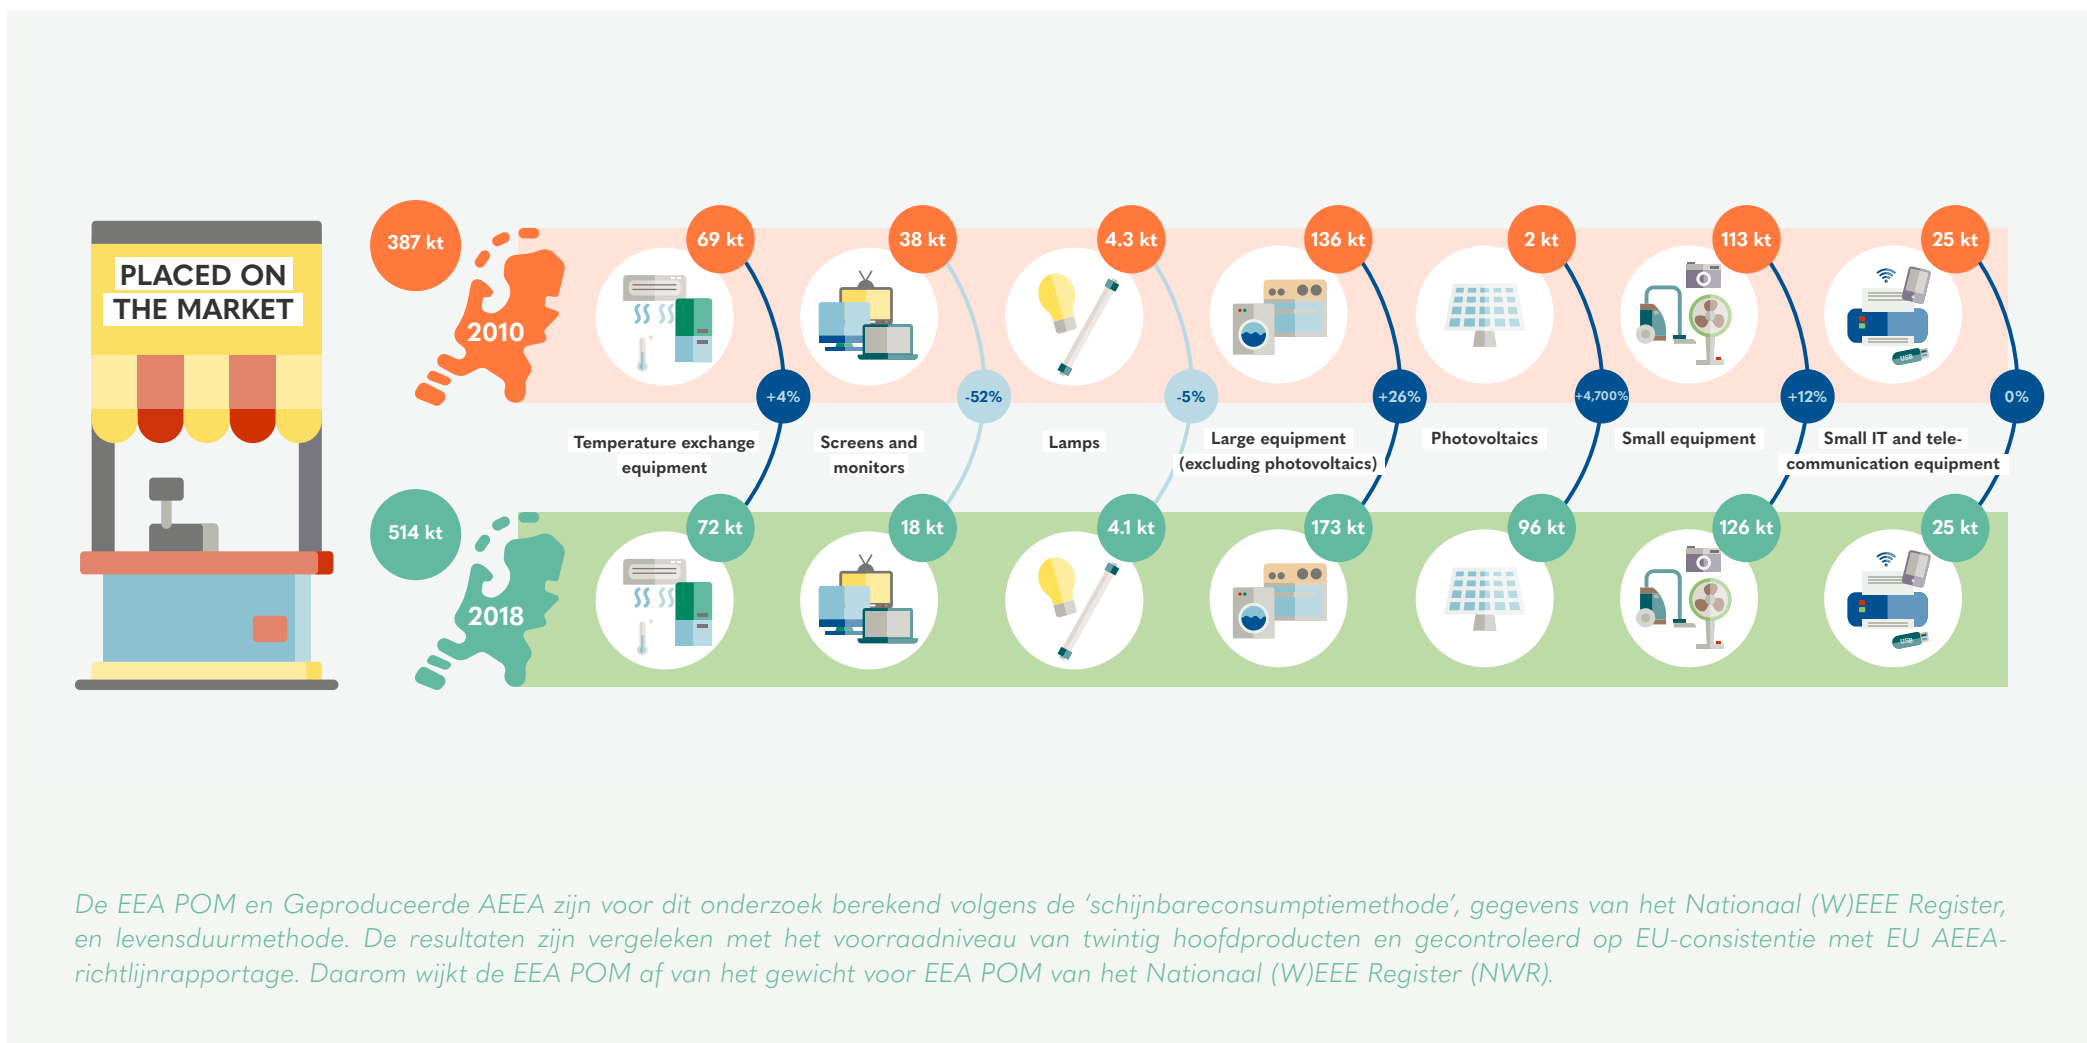 PLACED ON
THE MARKET
387 kt
2010
69 kt
38 kt
4.3 kt
136 kt
2 kt
113 kt
25 kt
USB
+4%
-52%
-5%
+26%
+4,700%
+12%
0%
Temperature exchange
equipment
Screens and
monitors
Lamps
Large equipment
(excluding photovoltaics)
Photovoltaics
Small equipment
Small IT and tele-
communication equipment
514 kt
2018
72 kt
18 kt
4.1 kt
173 kt
96 kt
126 kt
25 kt
USB
De EEA POM en Geproduceerde AEEA zijn voor dit onderzoek berekend volgens de ‘schijnbareconsumptiemethode’, gegevens van het Nationaal (W)EEE Register,
en levensduurmethode. De resultaten zijn vergeleken met het voorraadniveau van twintig hoofdproducten en gecontroleerd op EU-consistentie met EU AEEA-
richtlijnrapportage. Daarom wijkt de EEA POM af van het gewicht voor EEA POM van het Nationaal (W)EEE Register (NWR).